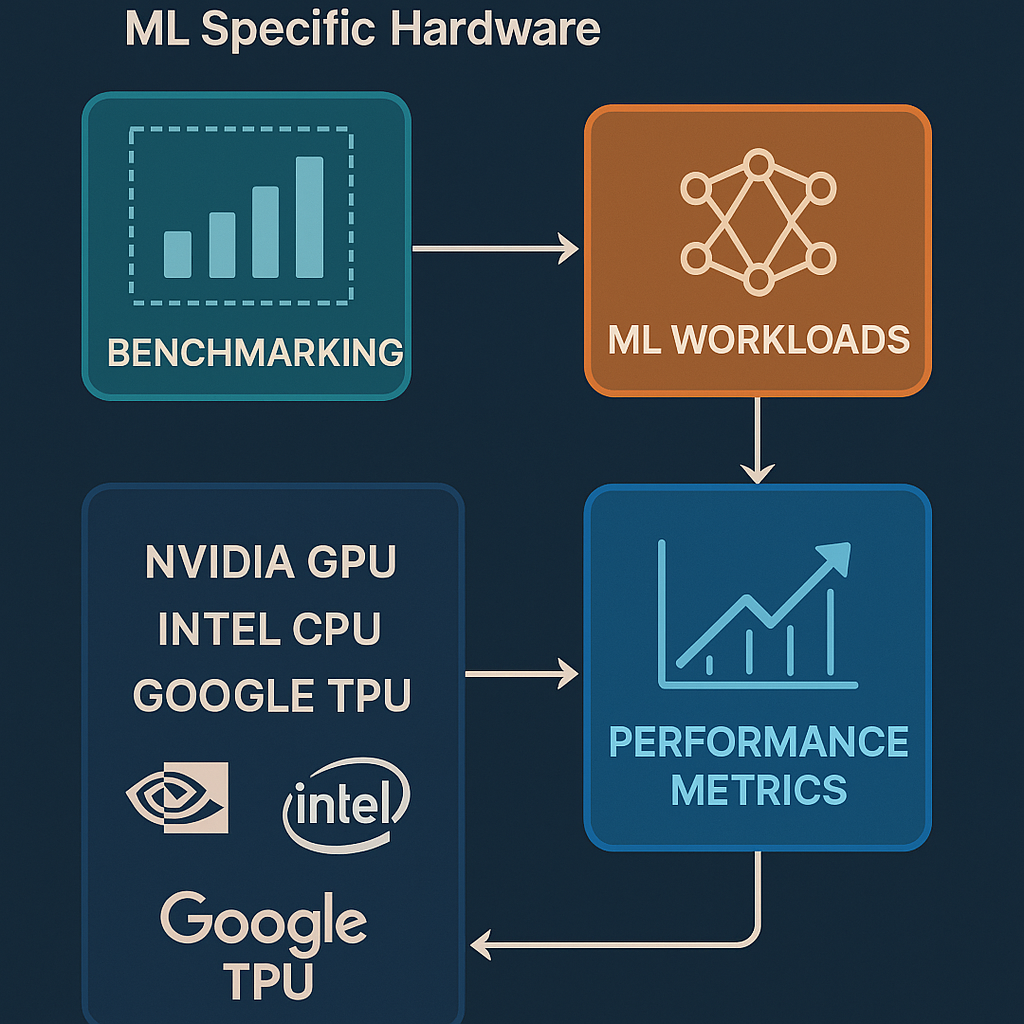 ML Specific Hardware
BENCHMARKING
ML WORKLOADS
NVIDIA GPU
INTEL CPU
GOOGLE TPU
intel
Google
TPU
PERFORMANCE
METRICS